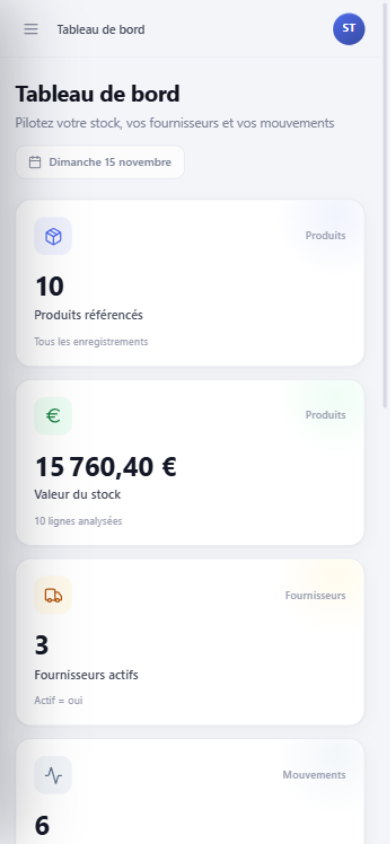 Tableau de bord
ST
Tableau de bord
Pilotez votre stock, vos fournisseurs et vos mouvements
Dimanche 15 novembre
Produits
10
Produits référencés
Tous les enregistrements
€
Produits
15 760,40 €
Valeur du stock
10 lignes analysées
Fournisseurs
3
Fournisseurs actifs
Actif = oui
Mouvements
6